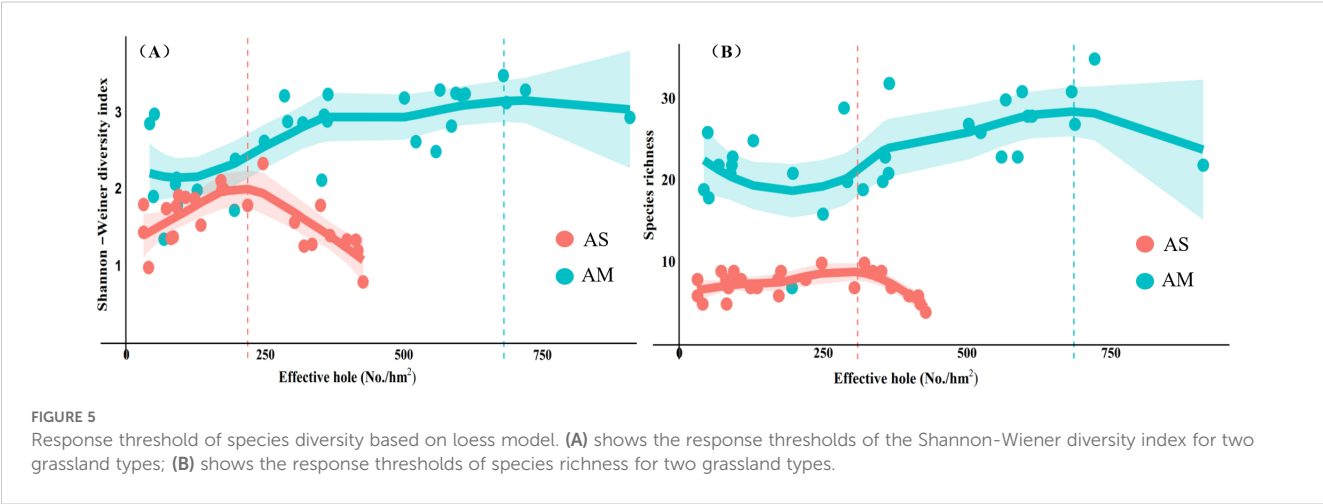 (A)
Shannon -Weiner diversity index
3
2
1
0
250
500
750
Effective hole (No./hm²)
AS
AM
(B)
Species richness
30
20
10
0
250
500
750
Effective hole (No./hm²)
AS
AM
FIGURE 5
Response threshold of species diversity based on loess model. (A) shows the response thresholds of the Shannon-Wiener diversity index for two
grassland types; (B) shows the response thresholds of species richness for two grassland types.